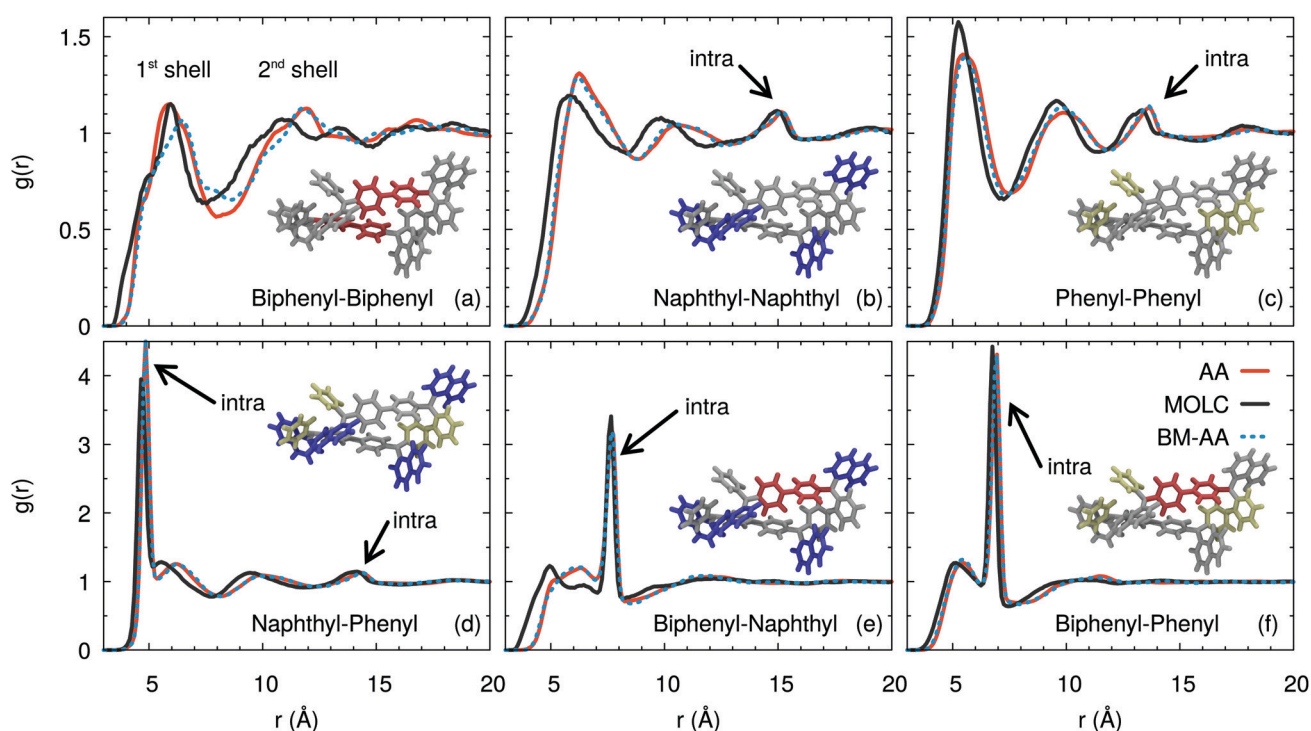 1.5
1
0.5
0
g(r)
1st shell
2nd shell
Biphenyl-Biphenyl (a)
intra
Naphthyl-Naphthyl (b)
intra
Phenyl-Phenyl (c)
4
3
2
1
0
g(r)
intra
intra
Naphthyl-Phenyl (d)
intra
Biphenyl-Naphthyl (e)
AA
MOLC
BM-AA
intra
Biphenyl-Phenyl (f)
5 10 15 20 5 10 15 20 5 10 15 20
r (Å) r (Å) r (Å)